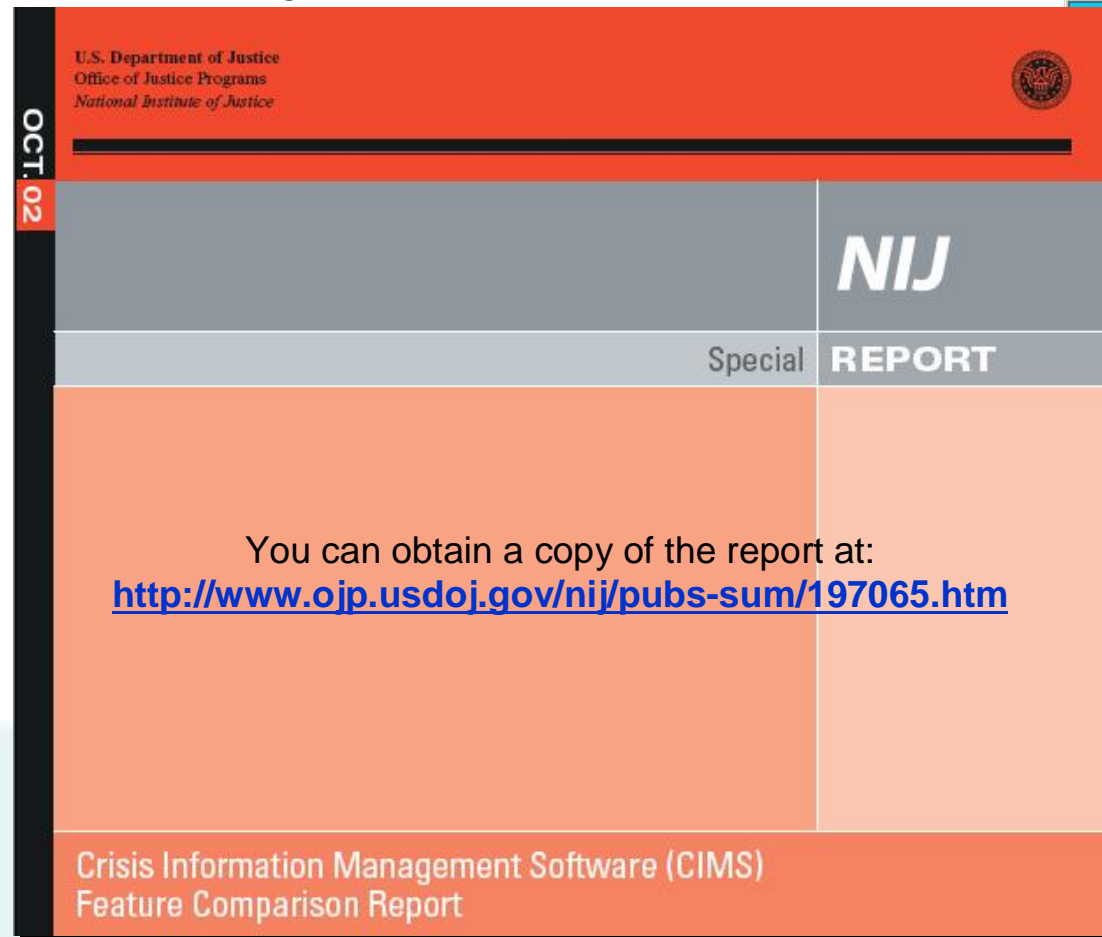 U.S. Department of Justice
Office of Justice Programs
National Institute of Justice
OCT. 02
NIJ
Special REPORT
You can obtain a copy of the report at:
http://www.ojp.usdoj.gov/nij/pubs-sum/197065.htm
Crisis Information Management Software (CIMS)
Feature Comparison Report